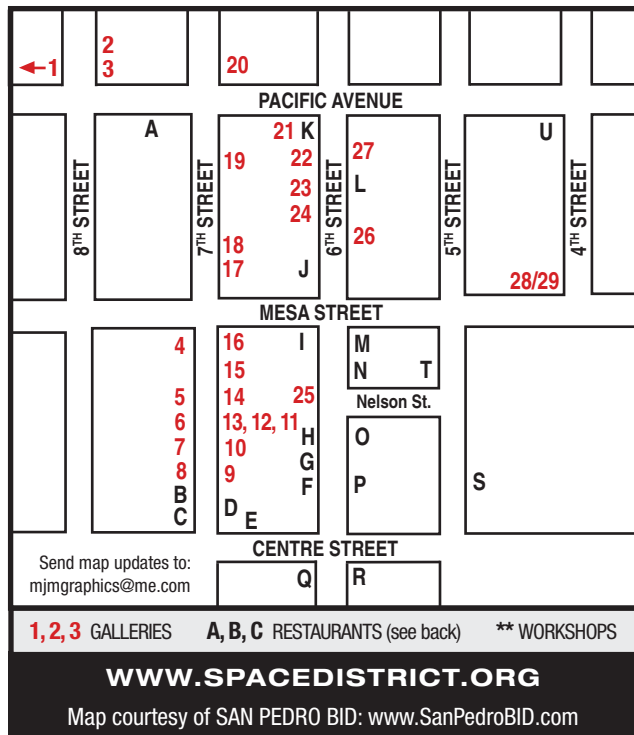 2
←1 3 20
PACIFIC AVENUE
A 21 K U
19 22 27
23 L
24
8TH STREET 7TH STREET 6TH STREET 5TH STREET 4TH STREET
18 26
17 J 28/29
MESA STREET
4 16 I M
15 N T
5 14 25 Nelson St.
6 13, 12, 11
H O
7 10
G
8 9 F P S
B
C D E
CENTRE STREET
Send map updates to:
mjmgraphics@me.com
Q R
1, 2, 3 GALLERIES A, B, C RESTAURANTS (see back) ** WORKSHOPS
WWW.SPACEDISTRICT.ORG
Map courtesy of SAN PEDRO BID: www.SanPedroBID.com